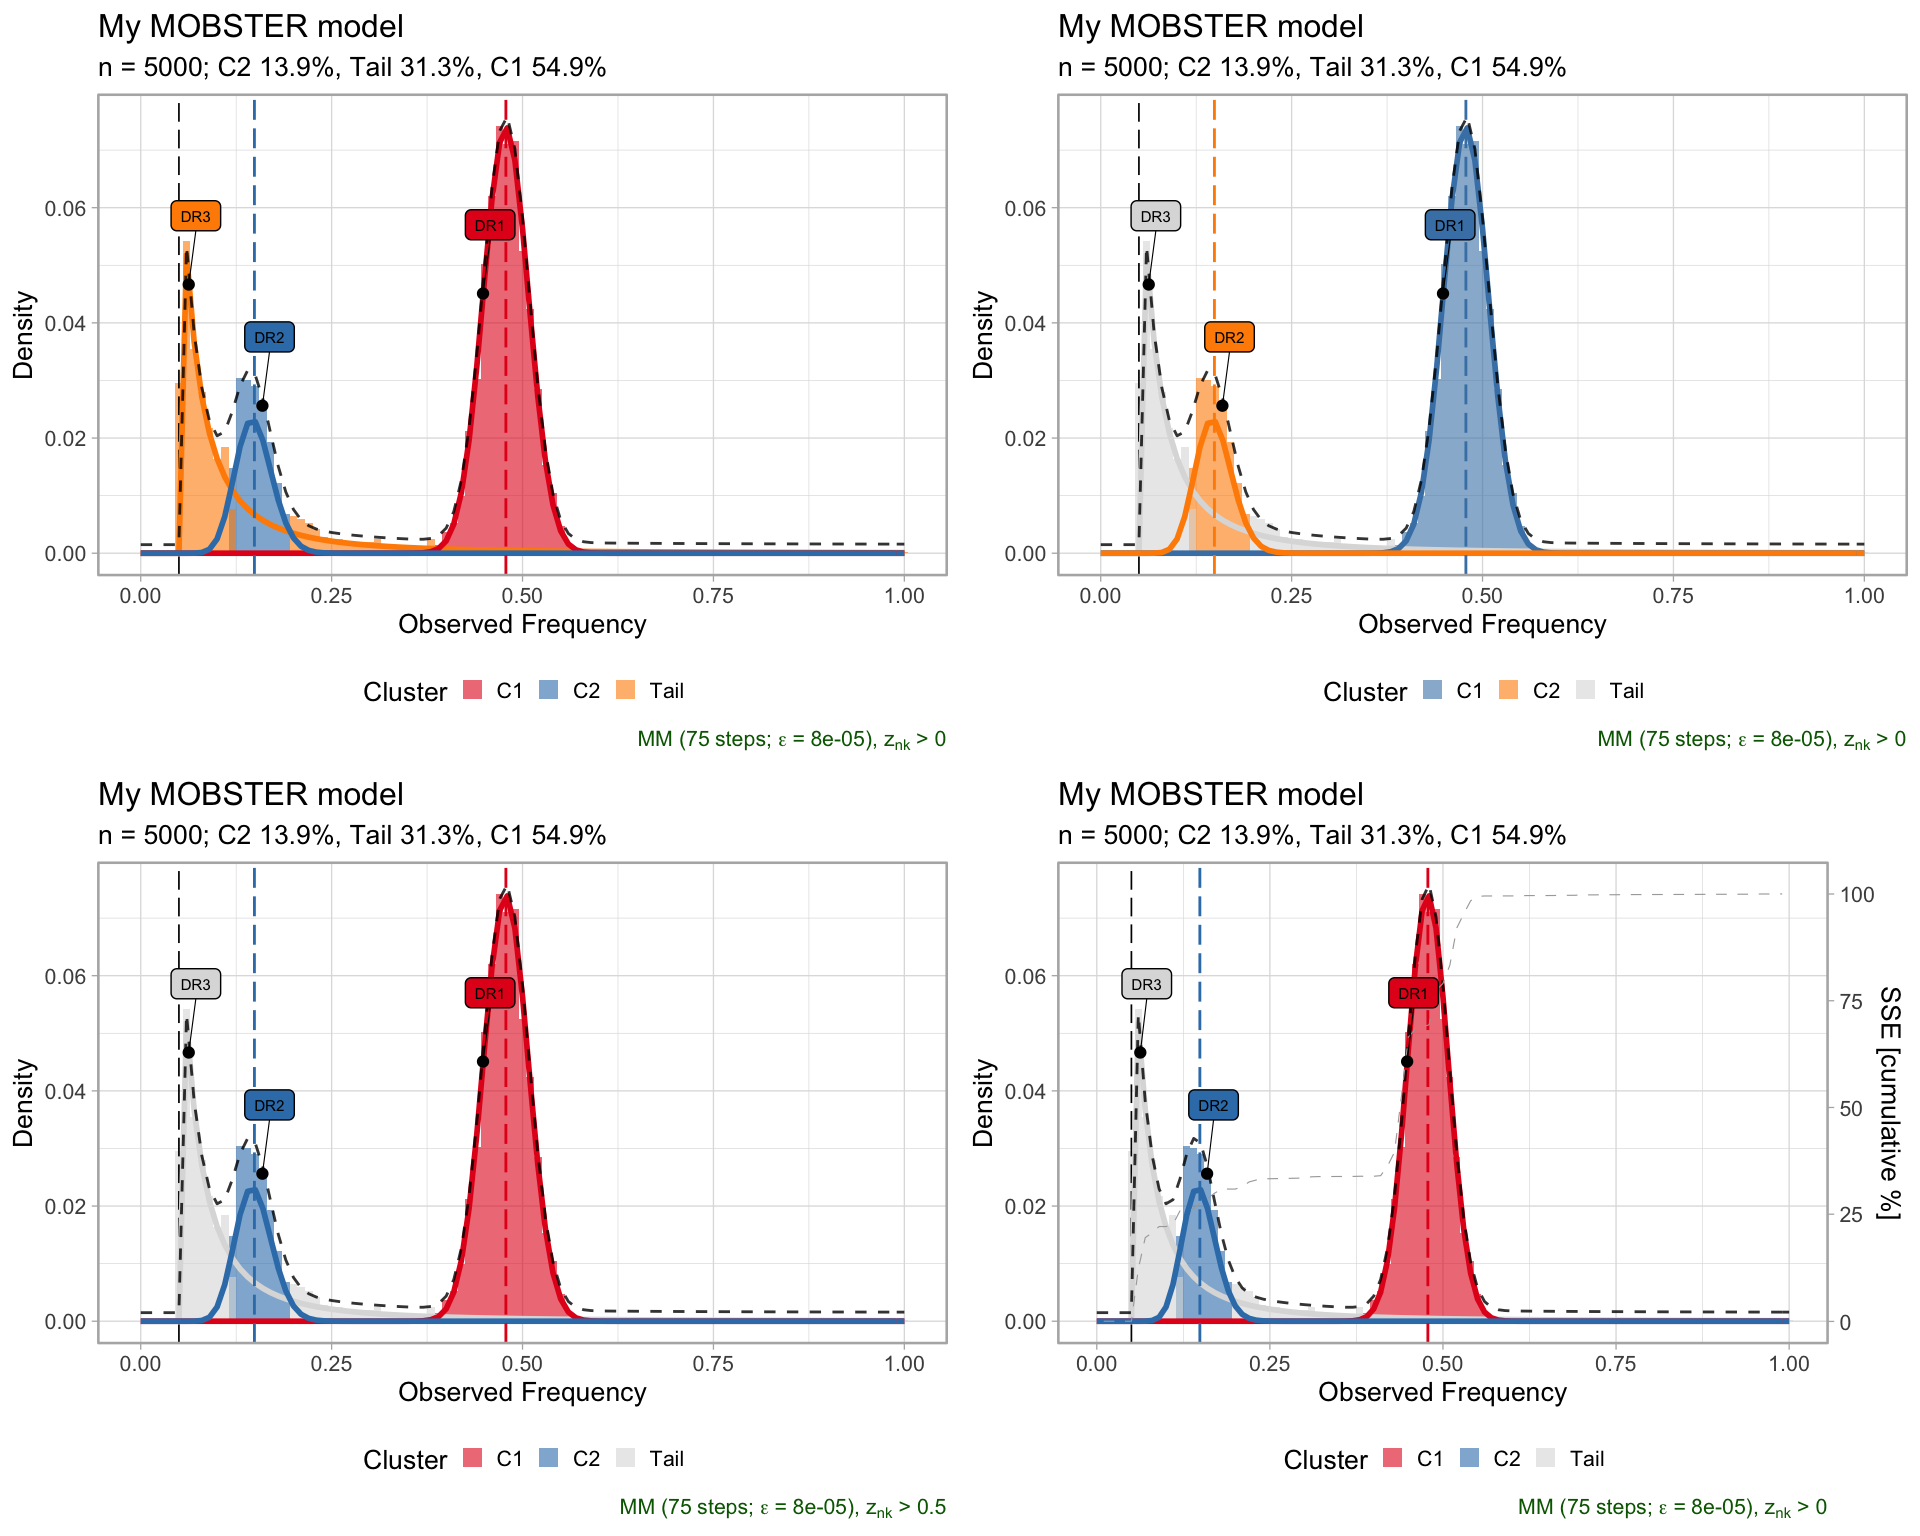 My MOBSTER model
n = 5000; C2 13.9%, Tail 31.3%, C1 54.9%
Density
0.06
0.04
0.02
0.00
DR3
DR2
DR1
0.00 0.25 0.50 0.75 1.00
Observed Frequency
Cluster C1 C2 Tail
MM (75 steps; ε = 8e-05), znk > 0
My MOBSTER model
n = 5000; C2 13.9%, Tail 31.3%, C1 54.9%
Density
0.06
0.04
0.02
0.00
DR3
DR2
DR1
0.00 0.25 0.50 0.75 1.00
Observed Frequency
Cluster C1 C2 Tail
MM (75 steps; ε = 8e-05), znk > 0
My MOBSTER model
n = 5000; C2 13.9%, Tail 31.3%, C1 54.9%
Density
0.06
0.04
0.02
0.00
DR3
DR2
DR1
0.00 0.25 0.50 0.75 1.00
Observed Frequency
Cluster C1 C2 Tail
MM (75 steps; ε = 8e-05), znk > 0.5
My MOBSTER model
n = 5000; C2 13.9%, Tail 31.3%, C1 54.9%
Density
0.06
0.04
0.02
0.00
DR3
DR2
DR1
100
75
50
25
0
SSE [cumulative %]
0.00 0.25 0.50 0.75 1.00
Observed Frequency
Cluster C1 C2 Tail
MM (75 steps; ε = 8e-05), znk > 0